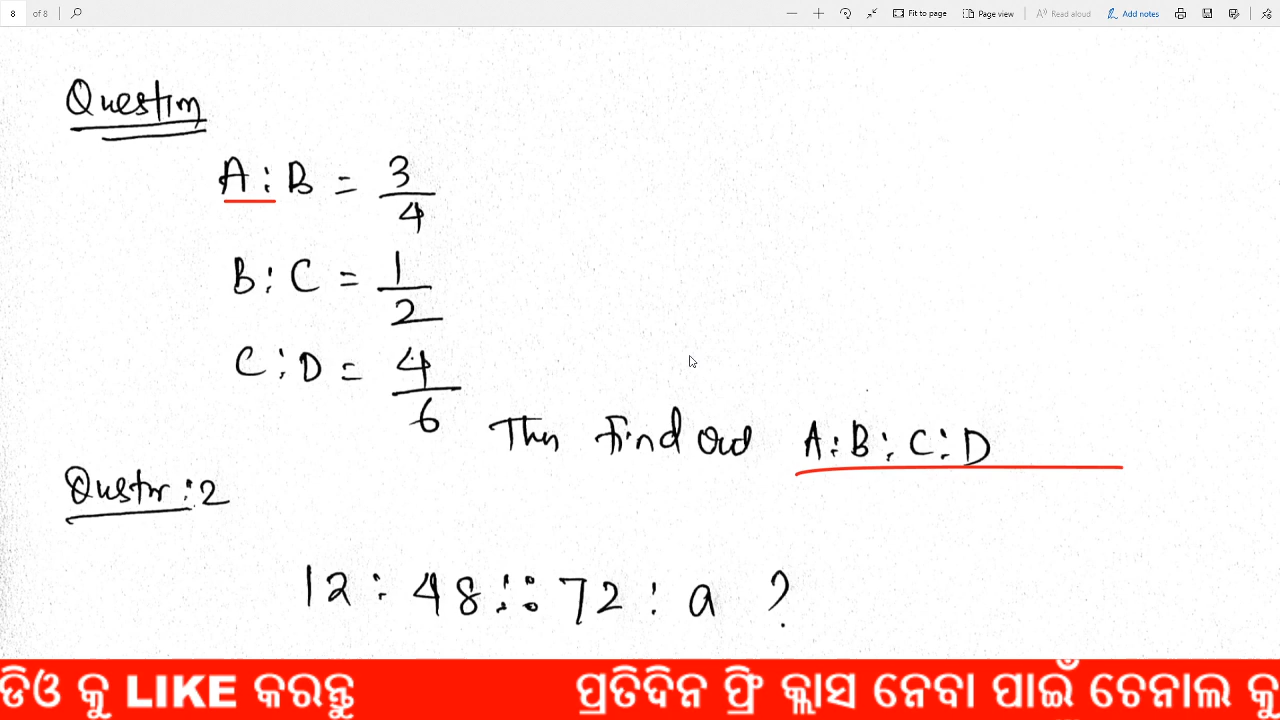 8 of 8 Fit to page Page view Read aloud Add notes
Question
A : B = 3/4
B : C = 1/2
C : D = 4/6
Then find out A : B : C : D
: 2
12 : 48 :: 72 : a ?
ଡିଓ କୁ LIKE କରନ୍ତୁ ପ୍ରତିଦିନ ଫ୍ରି କ୍ଲାସ ନେବା ପାଇଁ ଚେନାଲ କୁ